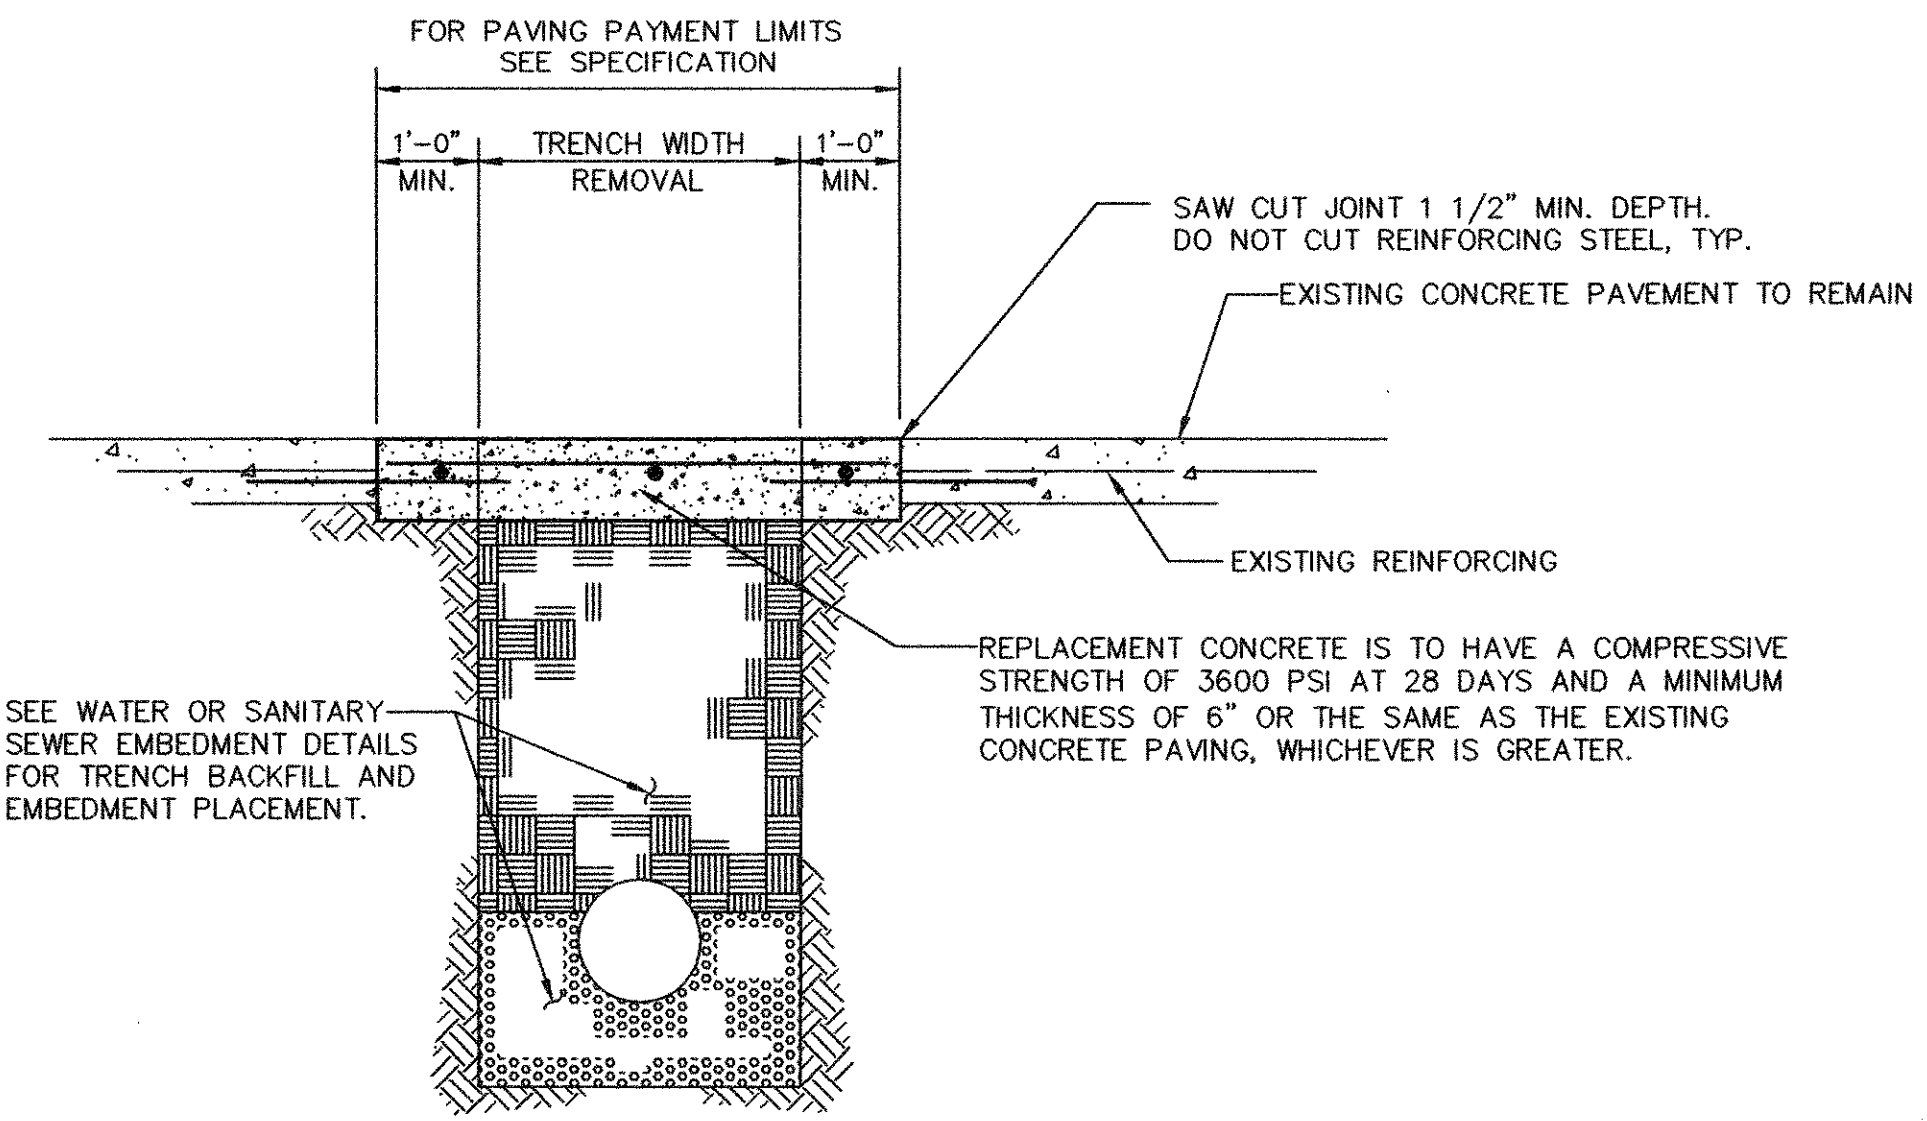 FOR PAVING PAYMENT LIMITS
SEE SPECIFICATION
1'-0" TRENCH WIDTH 1'-0"
MIN. REMOVAL MIN.
SAW CUT JOINT 1 1/2" MIN. DEPTH.
DO NOT CUT REINFORCING STEEL, TYP.
EXISTING CONCRETE PAVEMENT TO REMAIN
EXISTING REINFORCING
REPLACEMENT CONCRETE IS TO HAVE A COMPRESSIVE
STRENGTH OF 3600 PSI AT 28 DAYS AND A MINIMUM
THICKNESS OF 6" OR THE SAME AS THE EXISTING
CONCRETE PAVING, WHICHEVER IS GREATER.
SEE WATER OR SANITARY
SEWER EMBEDMENT DETAILS
FOR TRENCH BACKFILL AND
EMBEDMENT PLACEMENT.